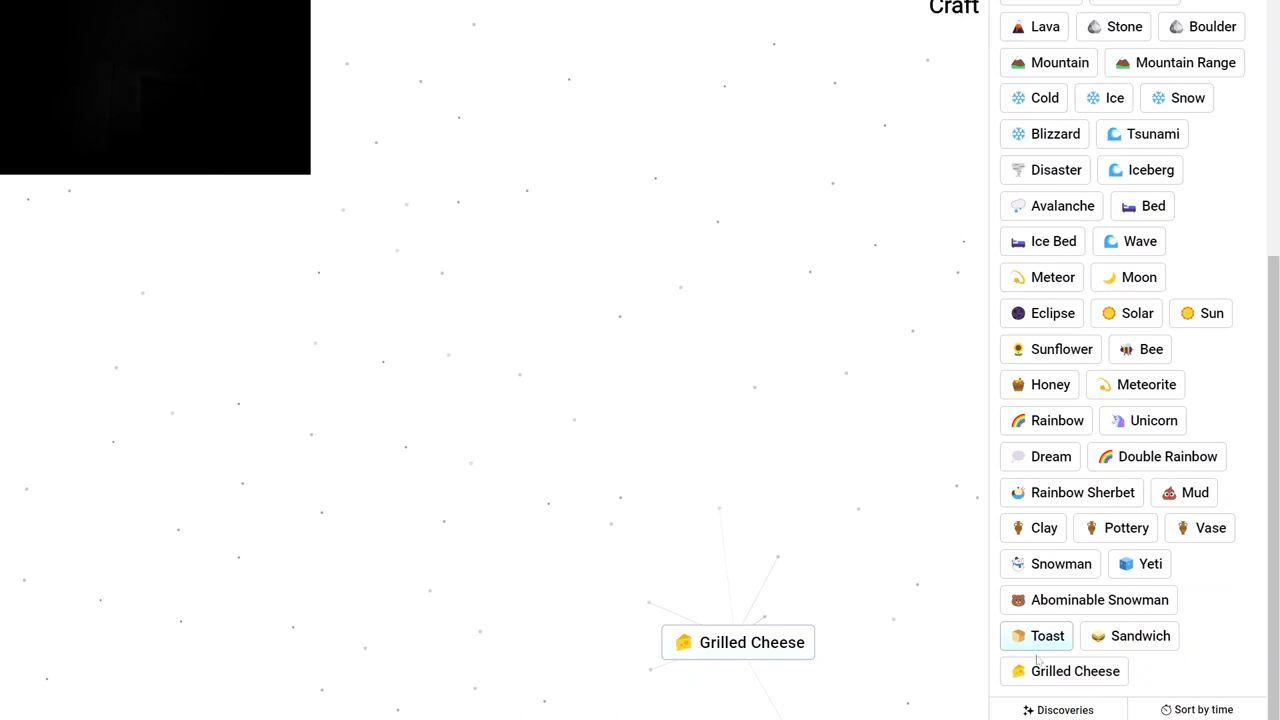 Craft
Lava Stone Boulder
Mountain Mountain Range
Cold Ice Snow
Blizzard Tsunami
Disaster Iceberg
Avalanche Bed
Ice Bed Wave
Meteor Moon
Eclipse Solar Sun
Sunflower Bee
Honey Meteorite
Rainbow Unicorn
Dream Double Rainbow
Rainbow Sherbet Mud
Clay Pottery Vase
Snowman Yeti
Abominable Snowman
Toast Sandwich
Grilled Cheese
Grilled Cheese
Discoveries Sort by time